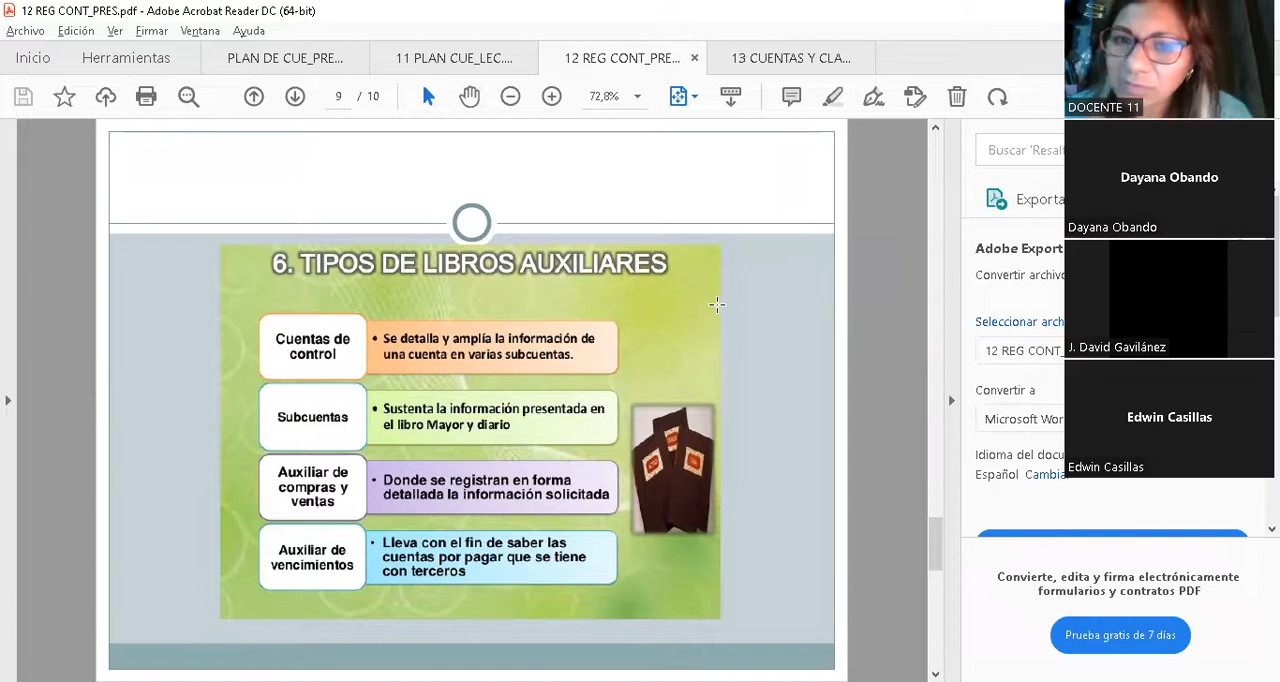 12 REG CONT_PRES.pdf - Adobe Acrobat Reader DC (64-bit)
Archivo Edición Ver Firmar Ventana Ayuda
Inicio Herramientas PLAN DE CUE_PRE... 11 PLAN CUE_LEC.... 12 REG CONT_PRE... × 13 CUENTAS Y CLA...
9 / 10 72,8%
6. TIPOS DE LIBROS AUXILIARES
Cuentas de
control
• Se detalla y amplía la información de
una cuenta en varias subcuentas.
Subcuentas
• Sustenta la información presentada en
el libro Mayor y diario
Auxiliar de
compras y
ventas
• Donde se registran en forma
detallada la información solicitada
Auxiliar de
vencimientos
• Lleva con el fin de saber las
cuentas por pagar que se tiene
con terceros
Buscar 'Resalt
Exporta
Adobe Export
Convertir archivo
Seleccionar arch
12 REG CONT_
Convertir a
Microsoft Wor
Idioma del docu
Español Cambia
Convierte, edita y firma electrónicamente
formularios y contratos PDF
Prueba gratis de 7 días
DOCENTE 11
Dayana Obando
Dayana Obando
J. David Gavilánez
Edwin Casillas
Edwin Casillas